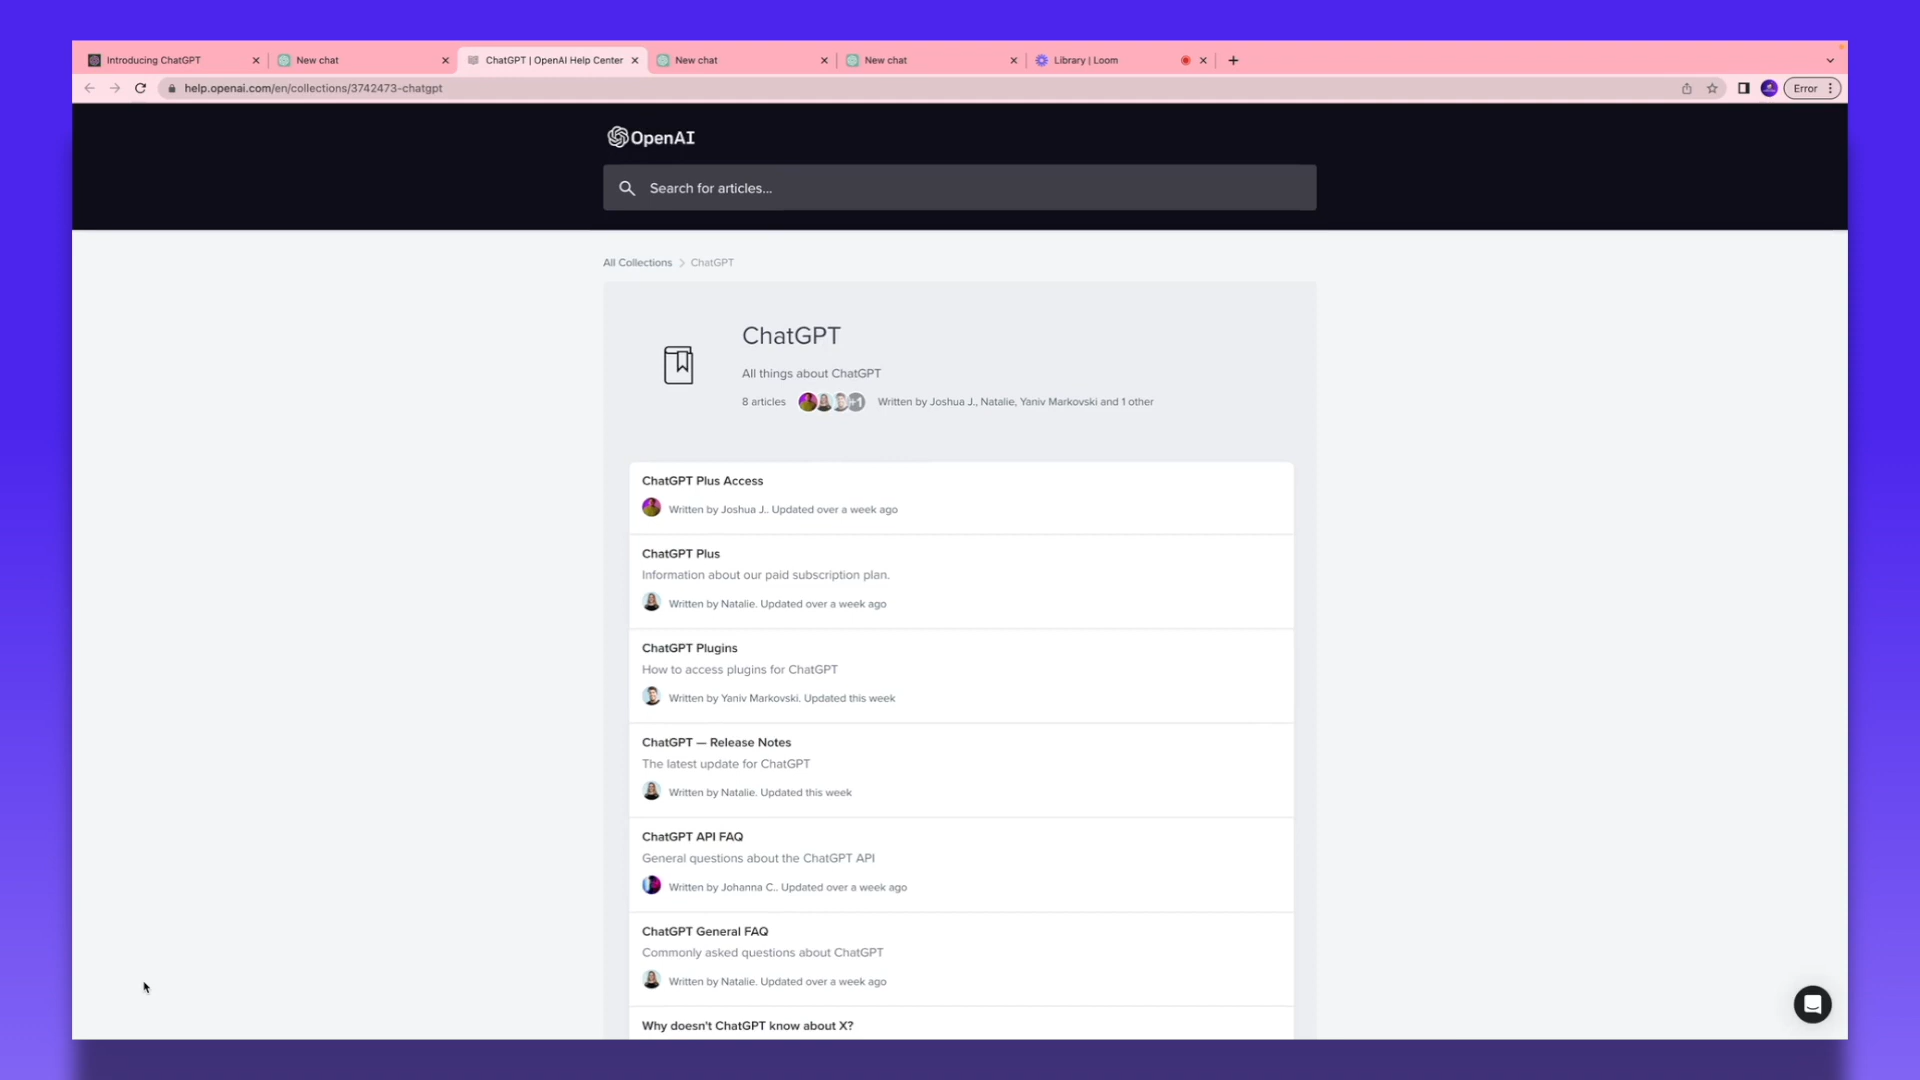 Introducing ChatGPT
New chat
ChatGPT | OpenAI Help Center
New chat
New chat
Library | Loom
help.openai.com/en/collections/3742473-chatgpt
Error
OpenAI
Search for articles...
All Collections > ChatGPT
ChatGPT
All things about ChatGPT
8 articles +1 Written by Joshua J., Natalie, Yaniv Markovski and 1 other
ChatGPT Plus Access
Written by Joshua J.. Updated over a week ago
ChatGPT Plus
Information about our paid subscription plan.
Written by Natalie. Updated over a week ago
ChatGPT Plugins
How to access plugins for ChatGPT
Written by Yaniv Markovski. Updated this week
ChatGPT — Release Notes
The latest update for ChatGPT
Written by Natalie. Updated this week
ChatGPT API FAQ
General questions about the ChatGPT API
Written by Johanna C.. Updated over a week ago
ChatGPT General FAQ
Commonly asked questions about ChatGPT
Written by Natalie. Updated over a week ago
Why doesn't ChatGPT know about X?